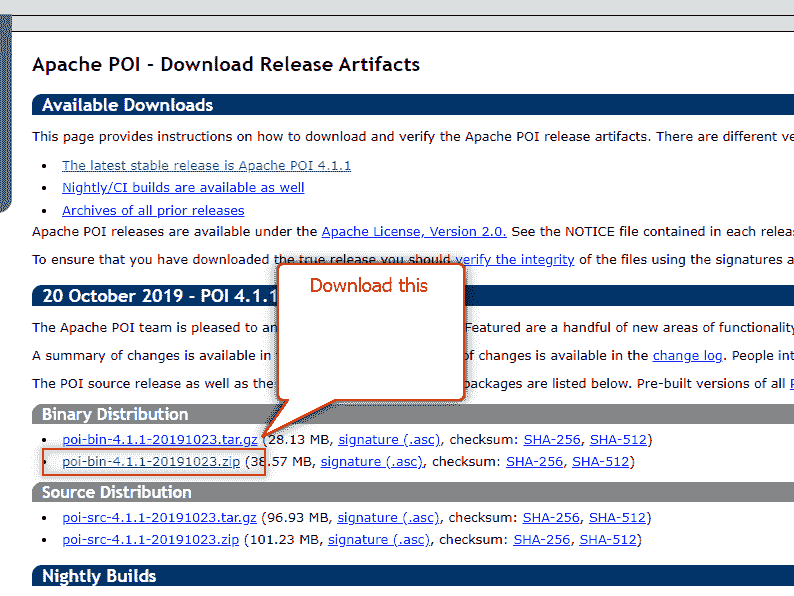 Apache POI - Download Release Artifacts
Available Downloads
This page provides instructions on how to download and verify the Apache POI release artifacts. There are different ve
The latest stable release is Apache POI 4.1.1
Nightly/CI builds are available as well
Archives of all prior releases
Apache POI releases are available under the Apache License, Version 2.0. See the NOTICE file contained in each relea
To ensure that you have downloaded the true release you should verify the integrity of the files using the signatures a
Download this
20 October 2019 - POI 4.1.1
The Apache POI team is pleased to an Featured are a handful of new areas of functionality
A summary of changes is available in of changes is available in the change log. People int
The POI source release as well as the packages are listed below. Pre-built versions of all P
Binary Distribution
poi-bin-4.1.1-20191023.tar.gz (28.13 MB, signature (.asc), checksum: SHA-256, SHA-512)
poi-bin-4.1.1-20191023.zip (38.57 MB, signature (.asc), checksum: SHA-256, SHA-512)
Source Distribution
poi-src-4.1.1-20191023.tar.gz (96.93 MB, signature (.asc), checksum: SHA-256, SHA-512)
poi-src-4.1.1-20191023.zip (101.23 MB, signature (.asc), checksum: SHA-256, SHA-512)
Nightly Builds